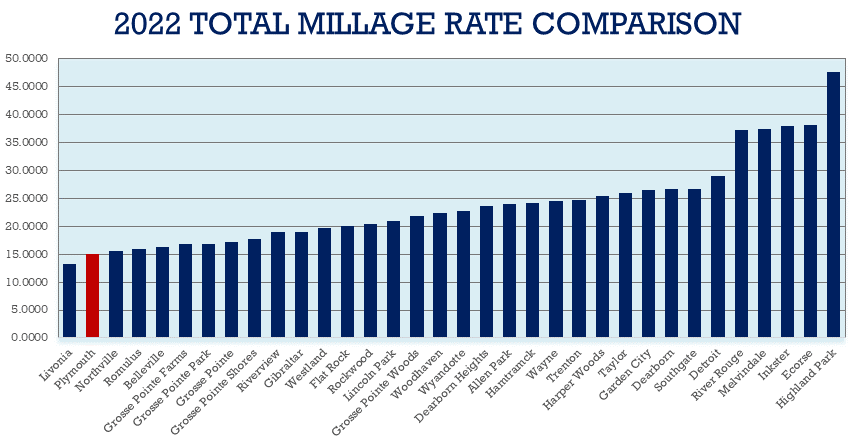 2022 TOTAL MILLAGE RATE COMPARISON
50.0000
45.0000
40.0000
35.0000
30.0000
25.0000
20.0000
15.0000
10.0000
5.0000
0.0000
Livonia
Plymouth
Northville
Romulus
Belleville
Grosse Pointe Farms
Grosse Pointe Park
Grosse Pointe
Grosse Pointe Shores
Riverview
Gibraltar
Westland
Flat Rock
Rockwood
Lincoln Park
Grosse Pointe Woods
Woodhaven
Wyandotte
Dearborn Heights
Allen Park
Hamtramck
Wayne
Trenton
Harper Woods
Taylor
Garden City
Dearborn
Southgate
Detroit
River Rouge
Melvindale
Inkster
Ecorse
Highland Park